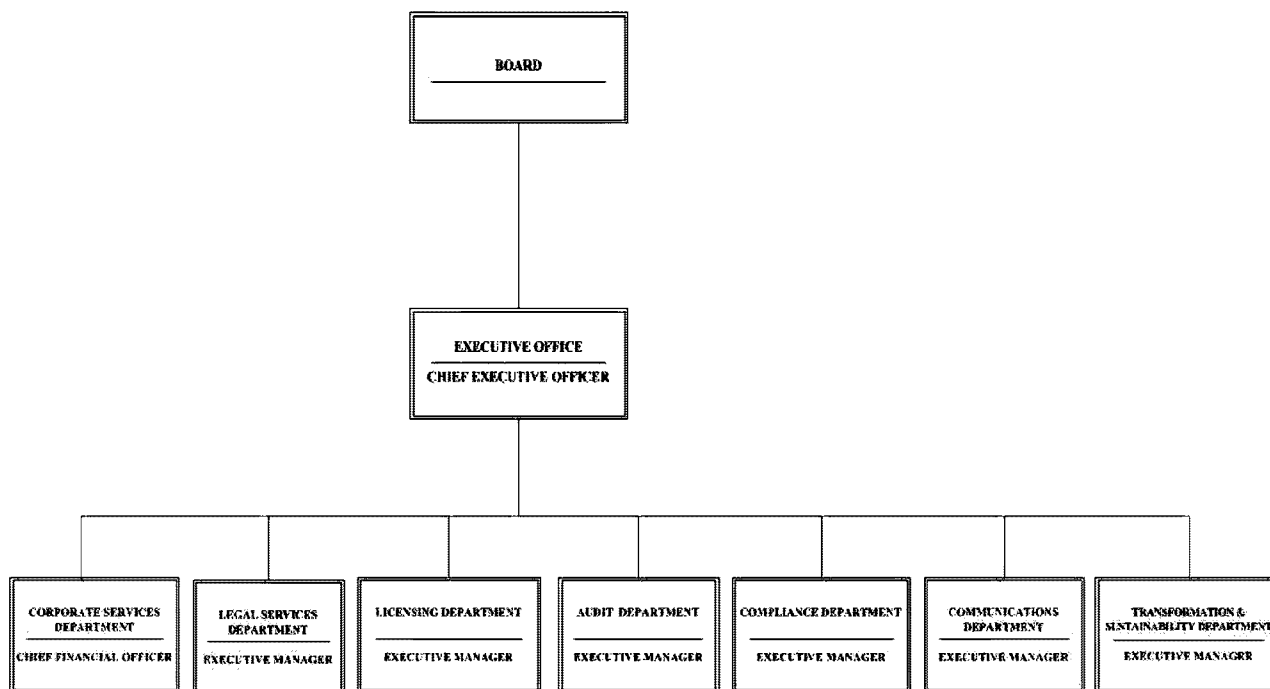 BOARD
EXECUTIVE OFFICE
CHIEF EXECUTIVE OFFICER
CORPORATE SERVICES
DEPARTMENT
CHIEF FINANCIAL OFFICER
LEGAL SERVICES
DEPARTMENT
EXECUTIVE MANAGER
LICENSING DEPARTMENT
EXECUTIVE MANAGER
AUDIT DEPARTMENT
EXECUTIVE MANAGER
COMPLIANCE DEPARTMENT
EXECUTIVE MANAGER
COMMUNICATIONS
DEPARTMENT
EXECUTIVE MANAGER
TRANSFORMATION &
SUSTAINABILITY DEPARTMENT
EXECUTIVE MANAGER